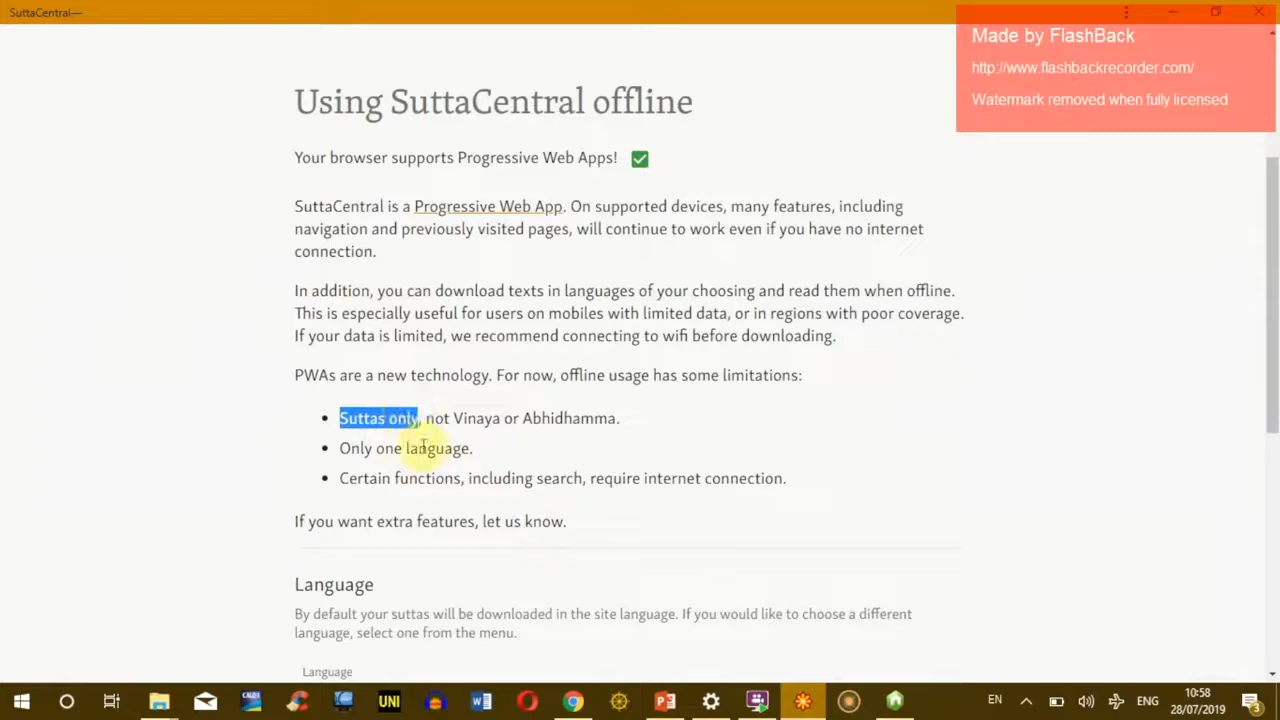 SuttaCentral—
Made by FlashBack
http://www.flashbackrecorder.com/
Watermark removed when fully licensed
Using SuttaCentral offline
Your browser supports Progressive Web Apps!
SuttaCentral is a Progressive Web App. On supported devices, many features, including
navigation and previously visited pages, will continue to work even if you have no internet
connection.
In addition, you can download texts in languages of your choosing and read them when offline.
This is especially useful for users on mobiles with limited data, or in regions with poor coverage.
If your data is limited, we recommend connecting to wifi before downloading.
PWAs are a new technology. For now, offline usage has some limitations:
• Suttas only, not Vinaya or Abhidhamma.
• Only one language.
• Certain functions, including search, require internet connection.
If you want extra features, let us know.
Language
By default your suttas will be downloaded in the site language. If you would like to choose a different
language, select one from the menu.
Language
UNI
EN
ENG
10:58
28/07/2019
3